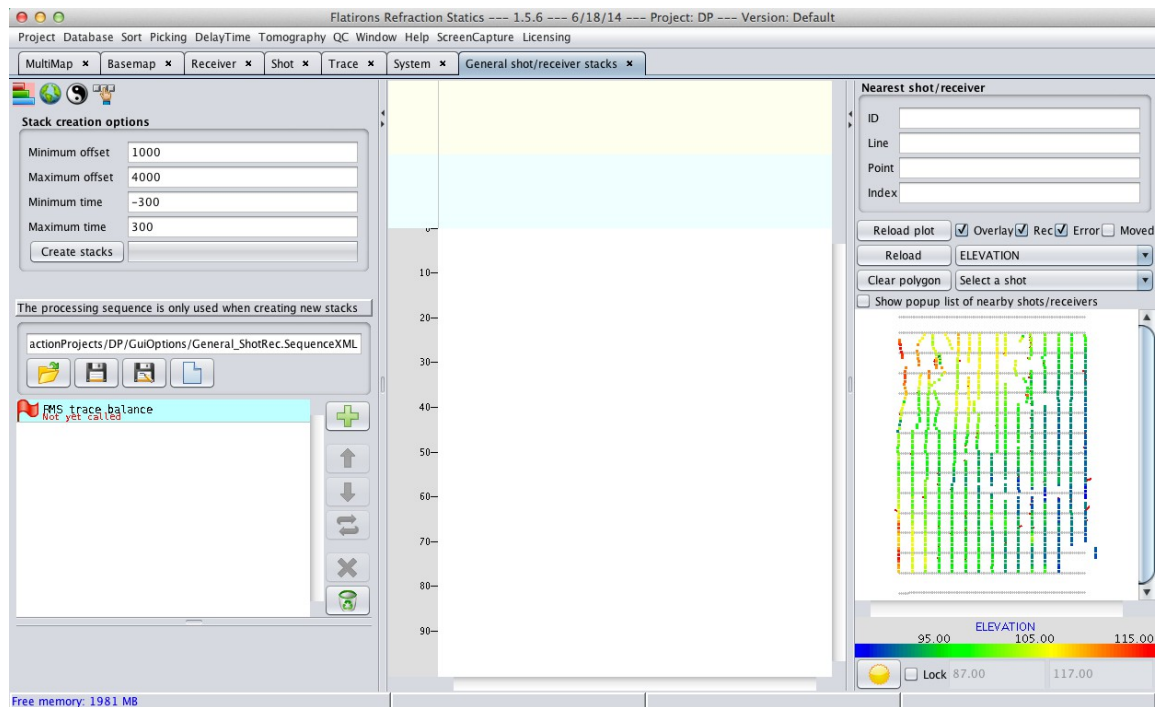 Flatirons Refraction Statics --- 1.5.6 --- 6/18/14 --- Project: DP --- Version: Default
Project Database Sort Picking DelayTime Tomography QC Window Help ScreenCapture Licensing
MultiMap × Basemap × Receiver × Shot × Trace × System × General shot/receiver stacks ×
Stack creation options
Minimum offset 1000
Maximum offset 4000
Minimum time -300
Maximum time 300
Create stacks
The processing sequence is only used when creating new stacks
actionProjects/DP/GuiOptions/General_ShotRec.SequenceXML
RMS trace balance
Not yet called
0
10
20
30
40
50
60
70
80
90
Nearest shot/receiver
ID
Line
Point
Index
Reload plot Overlay Rec Error Moved
Reload ELEVATION
Clear polygon Select a shot
Show popup list of nearby shots/receivers
ELEVATION
95.00 105.00 115.00
Lock 87.00 117.00
Free memory: 1981 MB